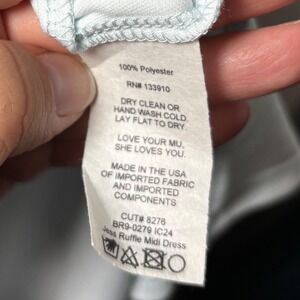 100% Polyester
RN# 133910
DRY CLEAN OR
HAND WASH COLD.
LAY FLAT TO DRY
LOVE YOUR MU.
SHE LOVES YOU.
MADE IN THE USA
OF IMPORTED FABRIC
AND IMPORTED
COMPONENTS
CUT# 8276
BR9-0279 IC24
Jess Ruffle Midi Dress